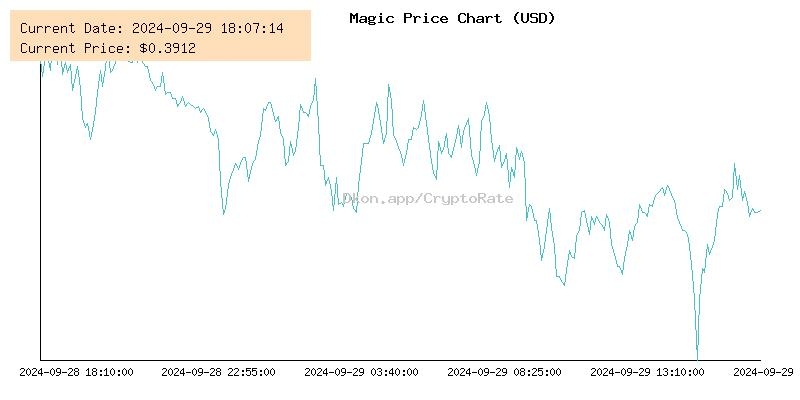 Magic Price Chart (USD)
Current Date: 2024-09-29 18:07:14
Current Price: $0.3912
Dkon.app/CryptoRate
2024-09-28 18:10:00 2024-09-28 22:55:00 2024-09-29 03:40:00 2024-09-29 08:25:00 2024-09-29 13:10:00 2024-09-29